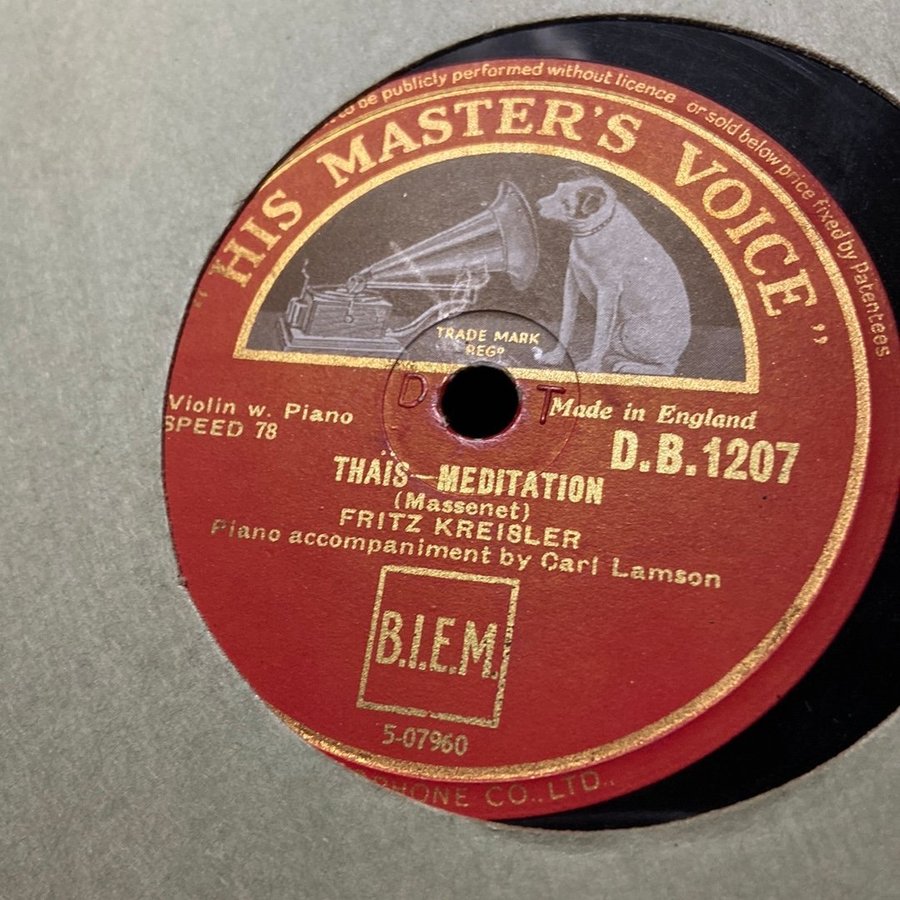 to be publicly performed without licence or sold below price fixed by Patentees
"HIS MASTER'S VOICE"
TRADE MARK
REGD
D T
Violin w. Piano
SPEED 78
Made in England
D.B.1207
THAÏS—MEDITATION
(Massenet)
FRITZ KREISLER
Piano accompaniment by Carl Lamson
B.I.E.M.
5-07960
PHONE CO., LTD.,